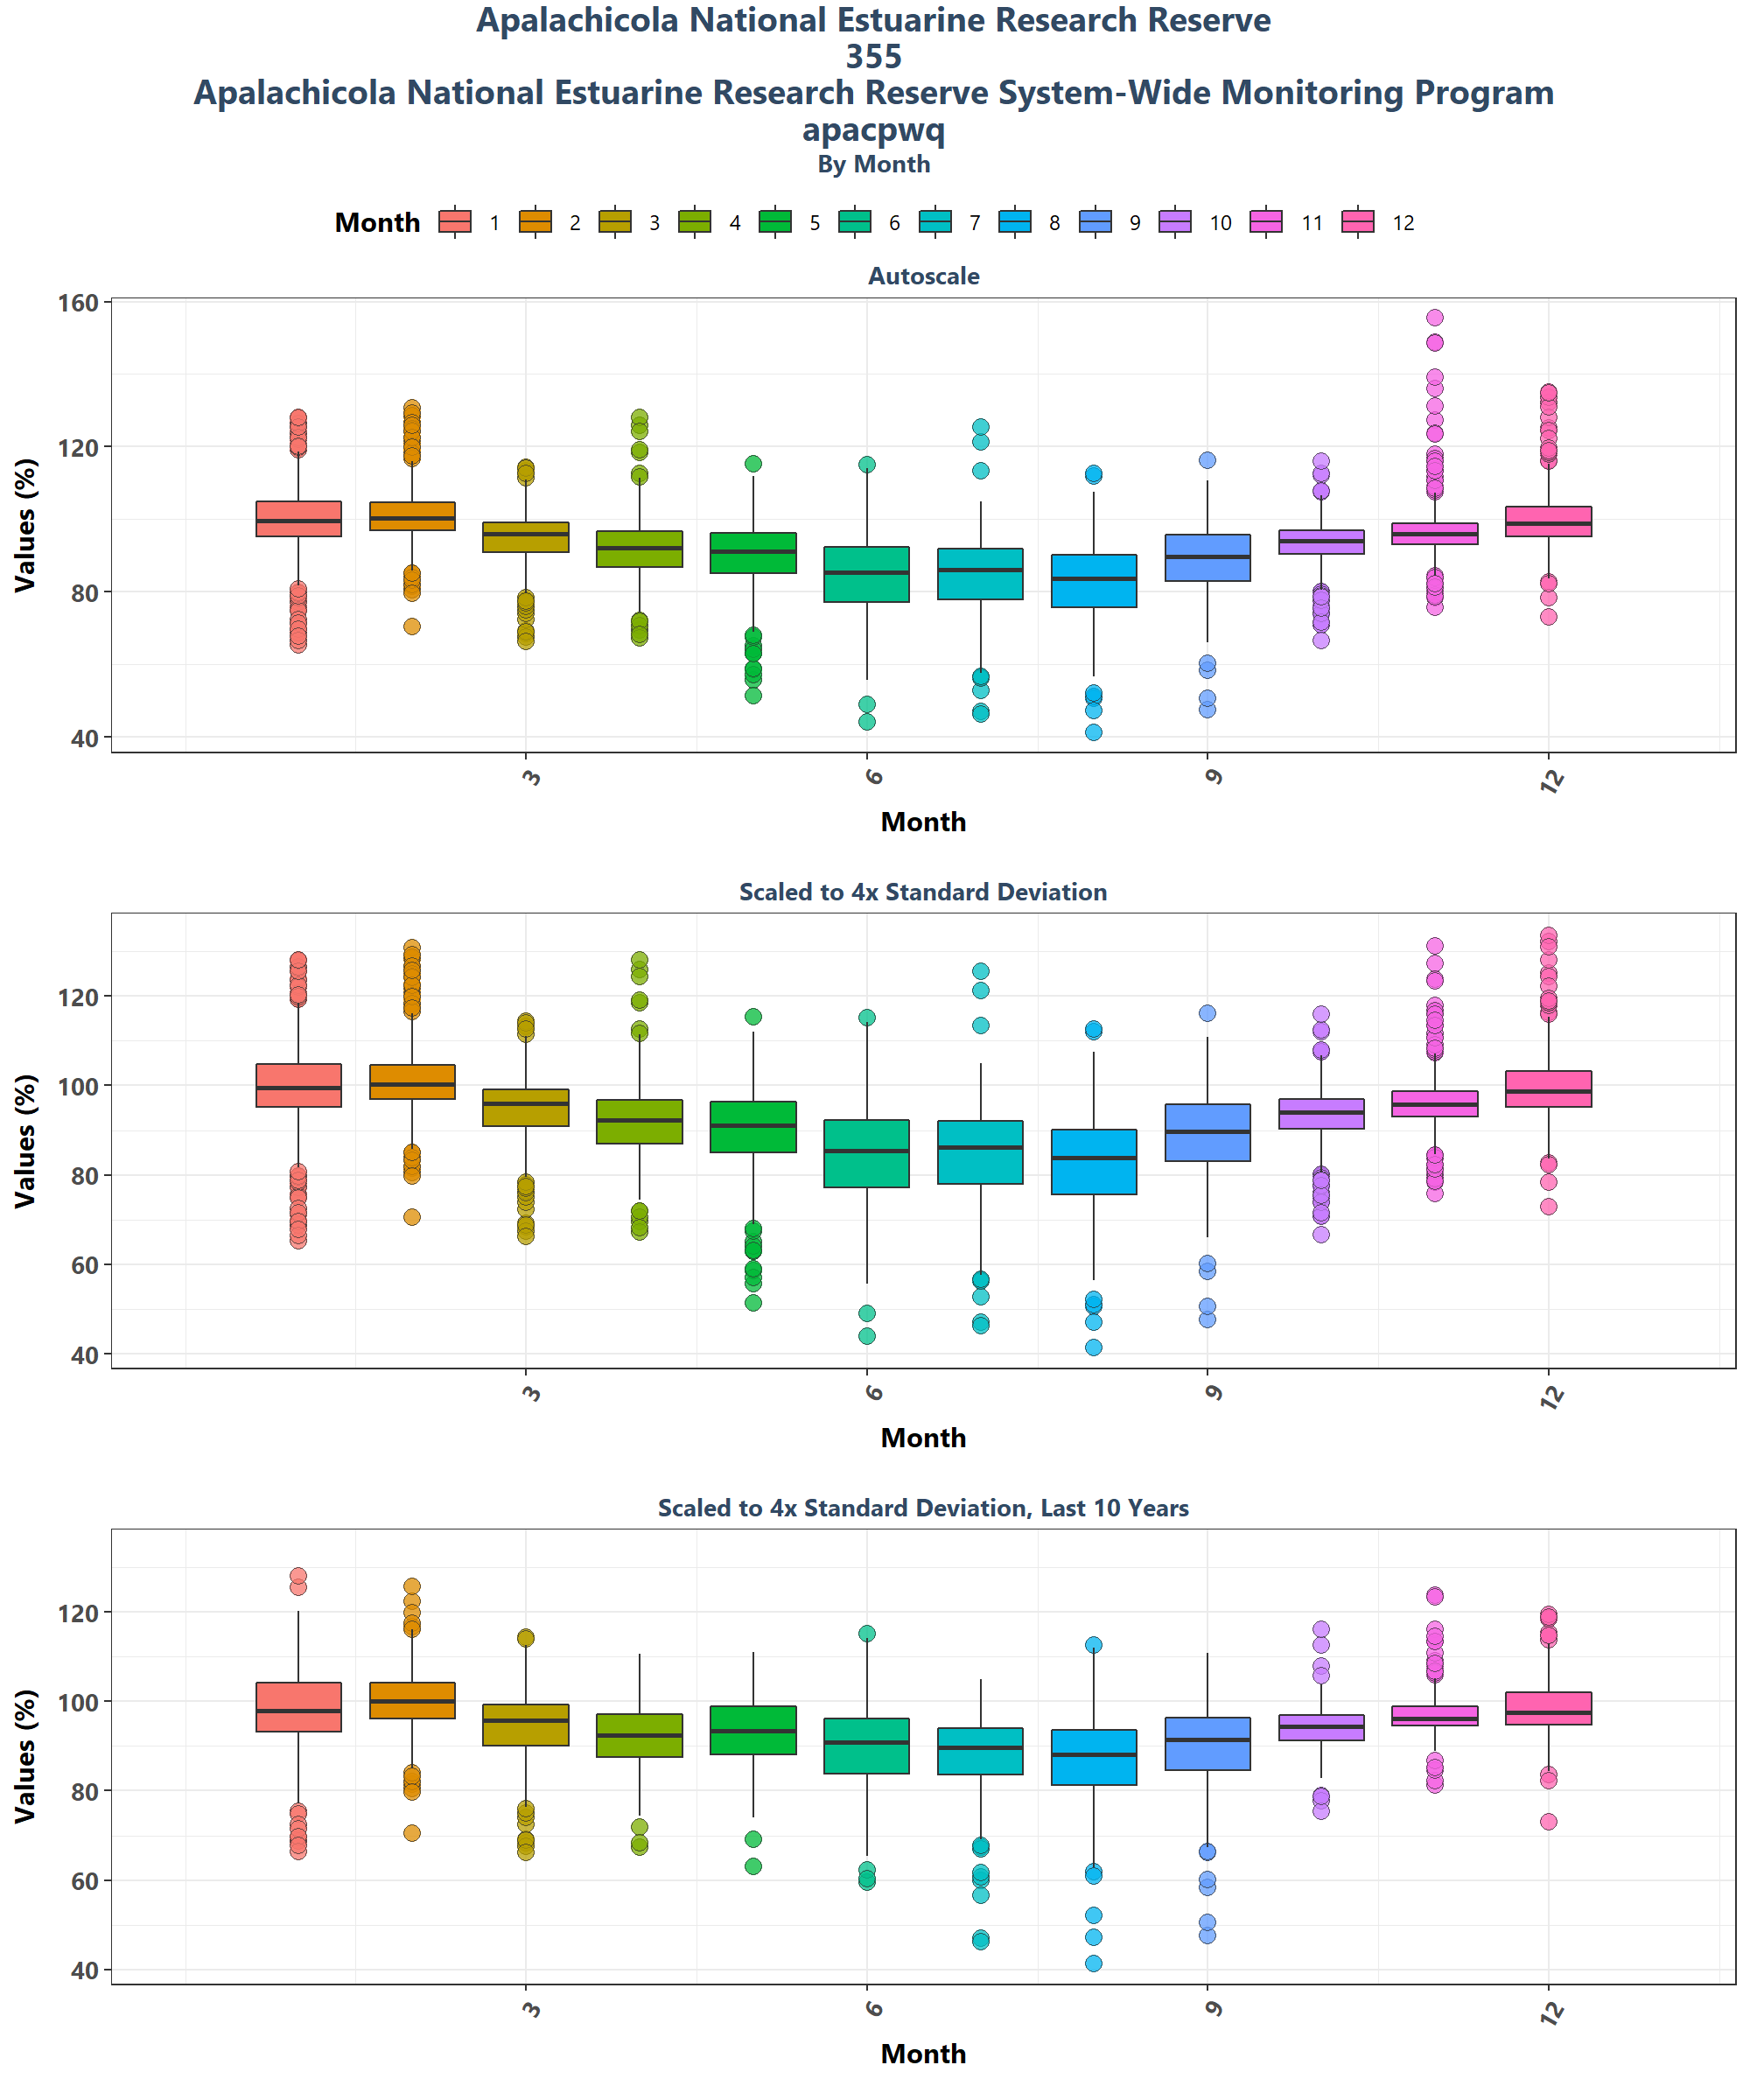 Apalachicola National Estuarine Research Reserve
355
Apalachicola National Estuarine Research Reserve System-Wide Monitoring Program
apacpwq
By Month
Month 1 2 3 4 5 6 7 8 9 10 11 12
Autoscale
Values (%)
160
120
80
40
3 6 9 12
Month
Scaled to 4x Standard Deviation
Values (%)
120
100
80
60
40
3 6 9 12
Month
Scaled to 4x Standard Deviation, Last 10 Years
Values (%)
120
100
80
60
40
3 6 9 12
Month